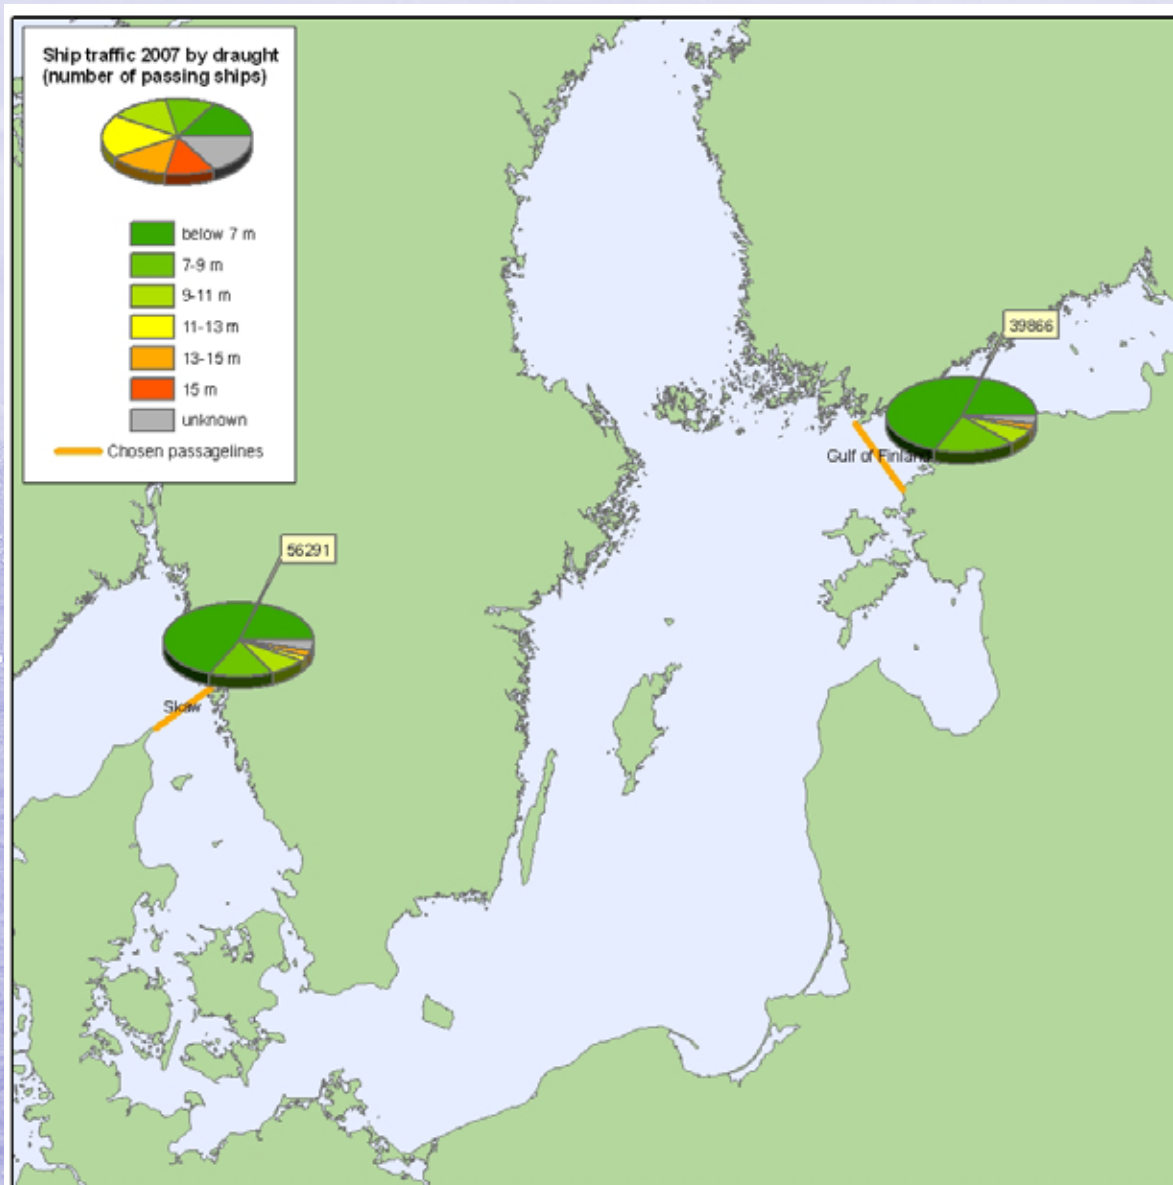 Ship traffic 2007 by draught
(number of passing ships)
below 7 m
7-9 m
9-11 m
11-13 m
13-15 m
15 m
unknown
Chosen passagelines
39866
Gulf of Finland
56291
Skaw